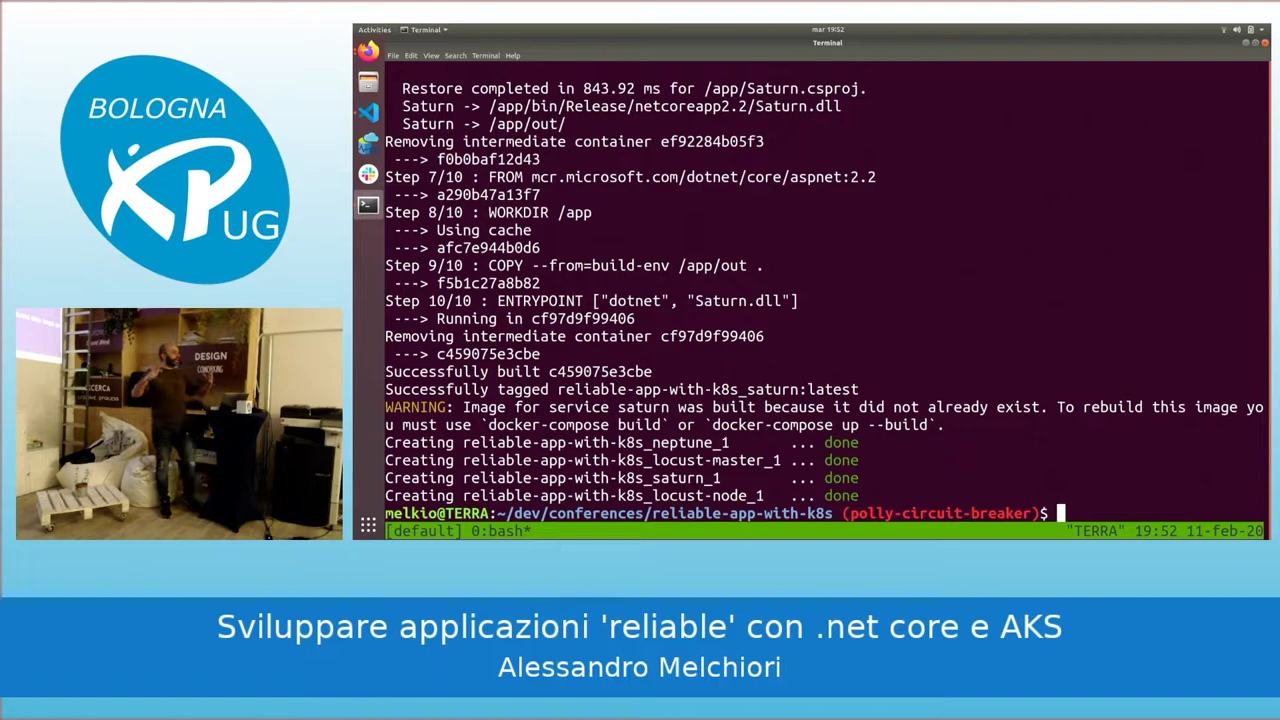 BOLOGNA
XP
UG
DESIGN
COWORKING
Activities
Terminal
mar 19:52
Terminal
File Edit View Search Terminal Help
Restore completed in 843.92 ms for /app/Saturn.csproj.
Saturn -> /app/bin/Release/netcoreapp2.2/Saturn.dll
Saturn -> /app/out/
Removing intermediate container ef92284b05f3
---> f0b0baf12d43
Step 7/10 : FROM mcr.microsoft.com/dotnet/core/aspnet:2.2
---> a290b47a13f7
Step 8/10 : WORKDIR /app
---> Using cache
---> afc7e944b0d6
Step 9/10 : COPY --from=build-env /app/out .
---> f5b1c27a8b82
Step 10/10 : ENTRYPOINT ["dotnet", "Saturn.dll"]
---> Running in cf97d9f99406
Removing intermediate container cf97d9f99406
---> c459075e3cbe
Successfully built c459075e3cbe
Successfully tagged reliable-app-with-k8s_saturn:latest
WARNING: Image for service saturn was built because it did not already exist. To rebuild this image yo
u must use `docker-compose build` or `docker-compose up --build`.
Creating reliable-app-with-k8s_neptune_1 ... done
Creating reliable-app-with-k8s_locust-master_1 ... done
Creating reliable-app-with-k8s_saturn_1 ... done
Creating reliable-app-with-k8s_locust-node_1 ... done
melkio@TERRA:~/dev/conferences/reliable-app-with-k8s (polly-circuit-breaker)$
[default] 0:bash* "TERRA" 19:52 11-feb-20
Sviluppare applicazioni 'reliable' con .net core e AKS
Alessandro Melchiori